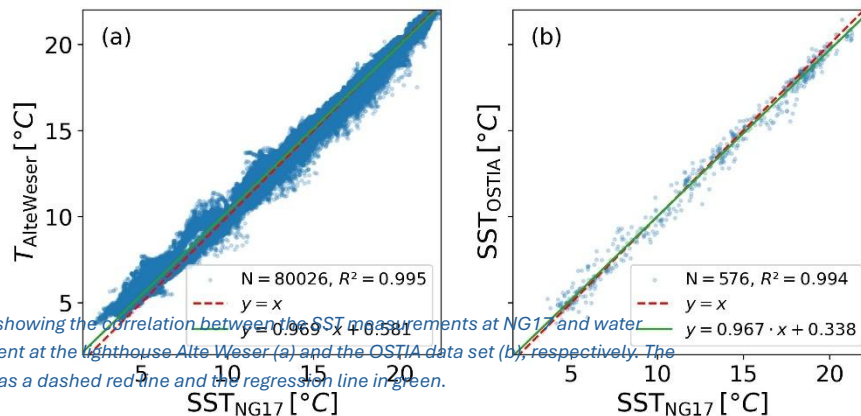 (a)
(b)
20
15
10
5
T_AlteWeser [°C]
SST_OSTIA [°C]
N = 80026, R² = 0.995
y = x
y = 0.969 · x + 0.581
N = 576, R² = 0.994
y = x
y = 0.967 · x + 0.338
showing the correlation between the SST measurements at NG17 and water
ent at the lighthouse Alte Weser (a) and the OSTIA data set (b), respectively. The
as a dashed red line and the regression line in green.
5 10 15 20
5 10 15 20
SST_NG17 [°C]
SST_NG17 [°C]